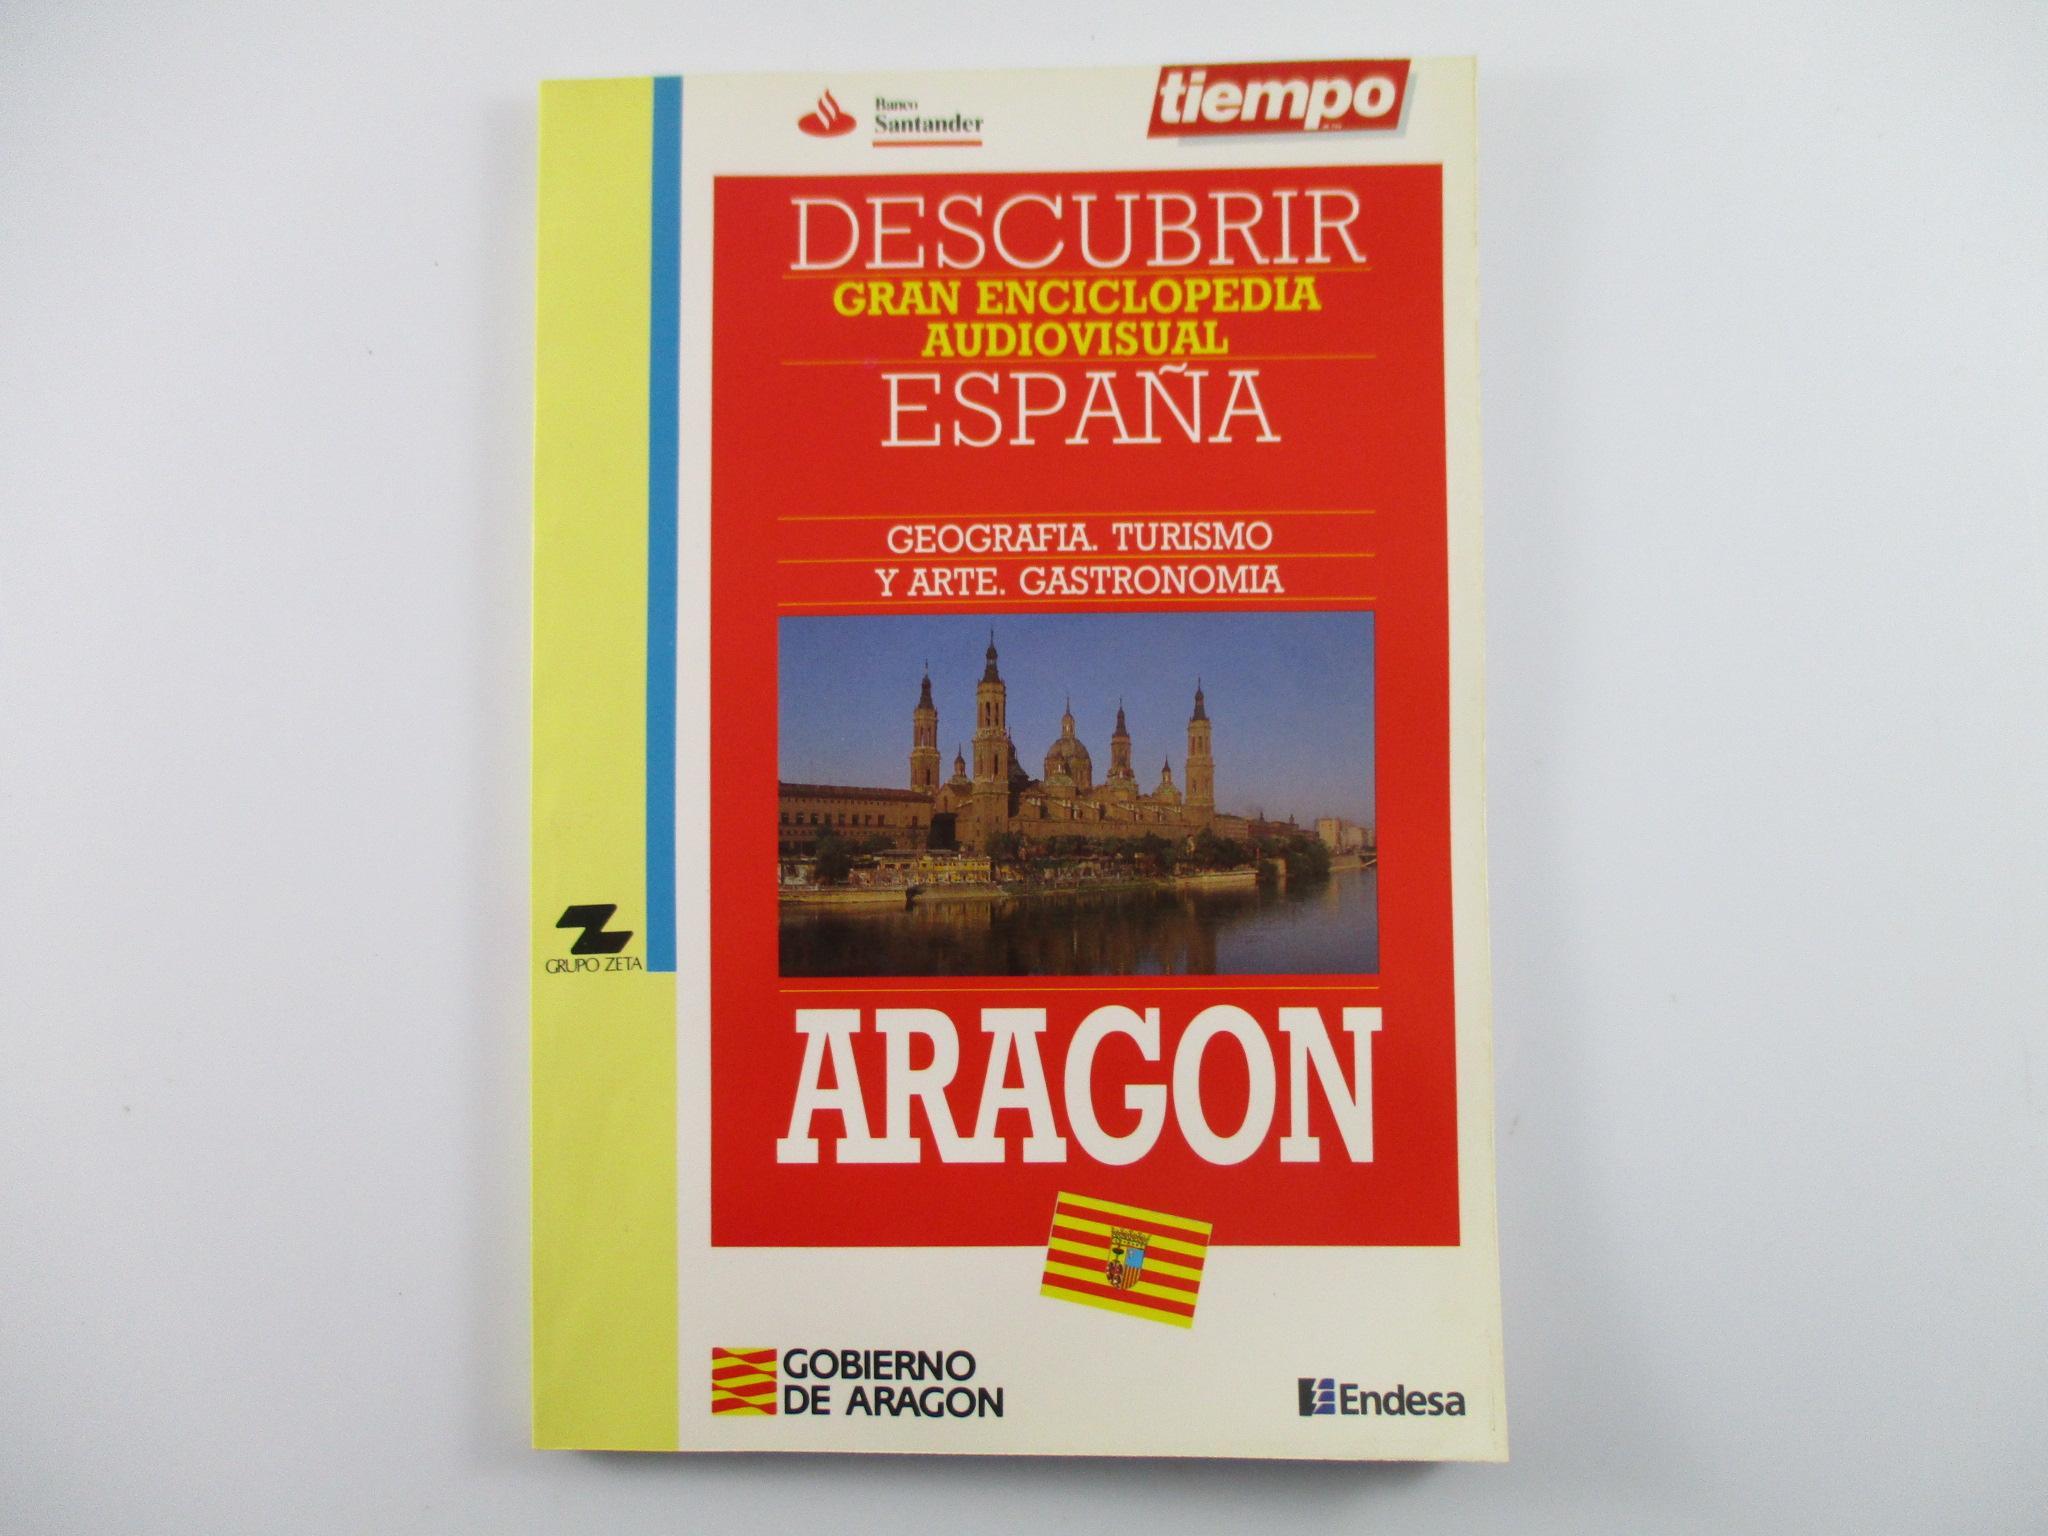 Banco
Santander
tiempo
DESCUBRIR
GRAN ENCICLOPEDIA
AUDIOVISUAL
ESPAÑA
GEOGRAFIA. TURISMO
Y ARTE. GASTRONOMIA
GRUPO ZETA
ARAGON
GOBIERNO
DE ARAGON
Endesa